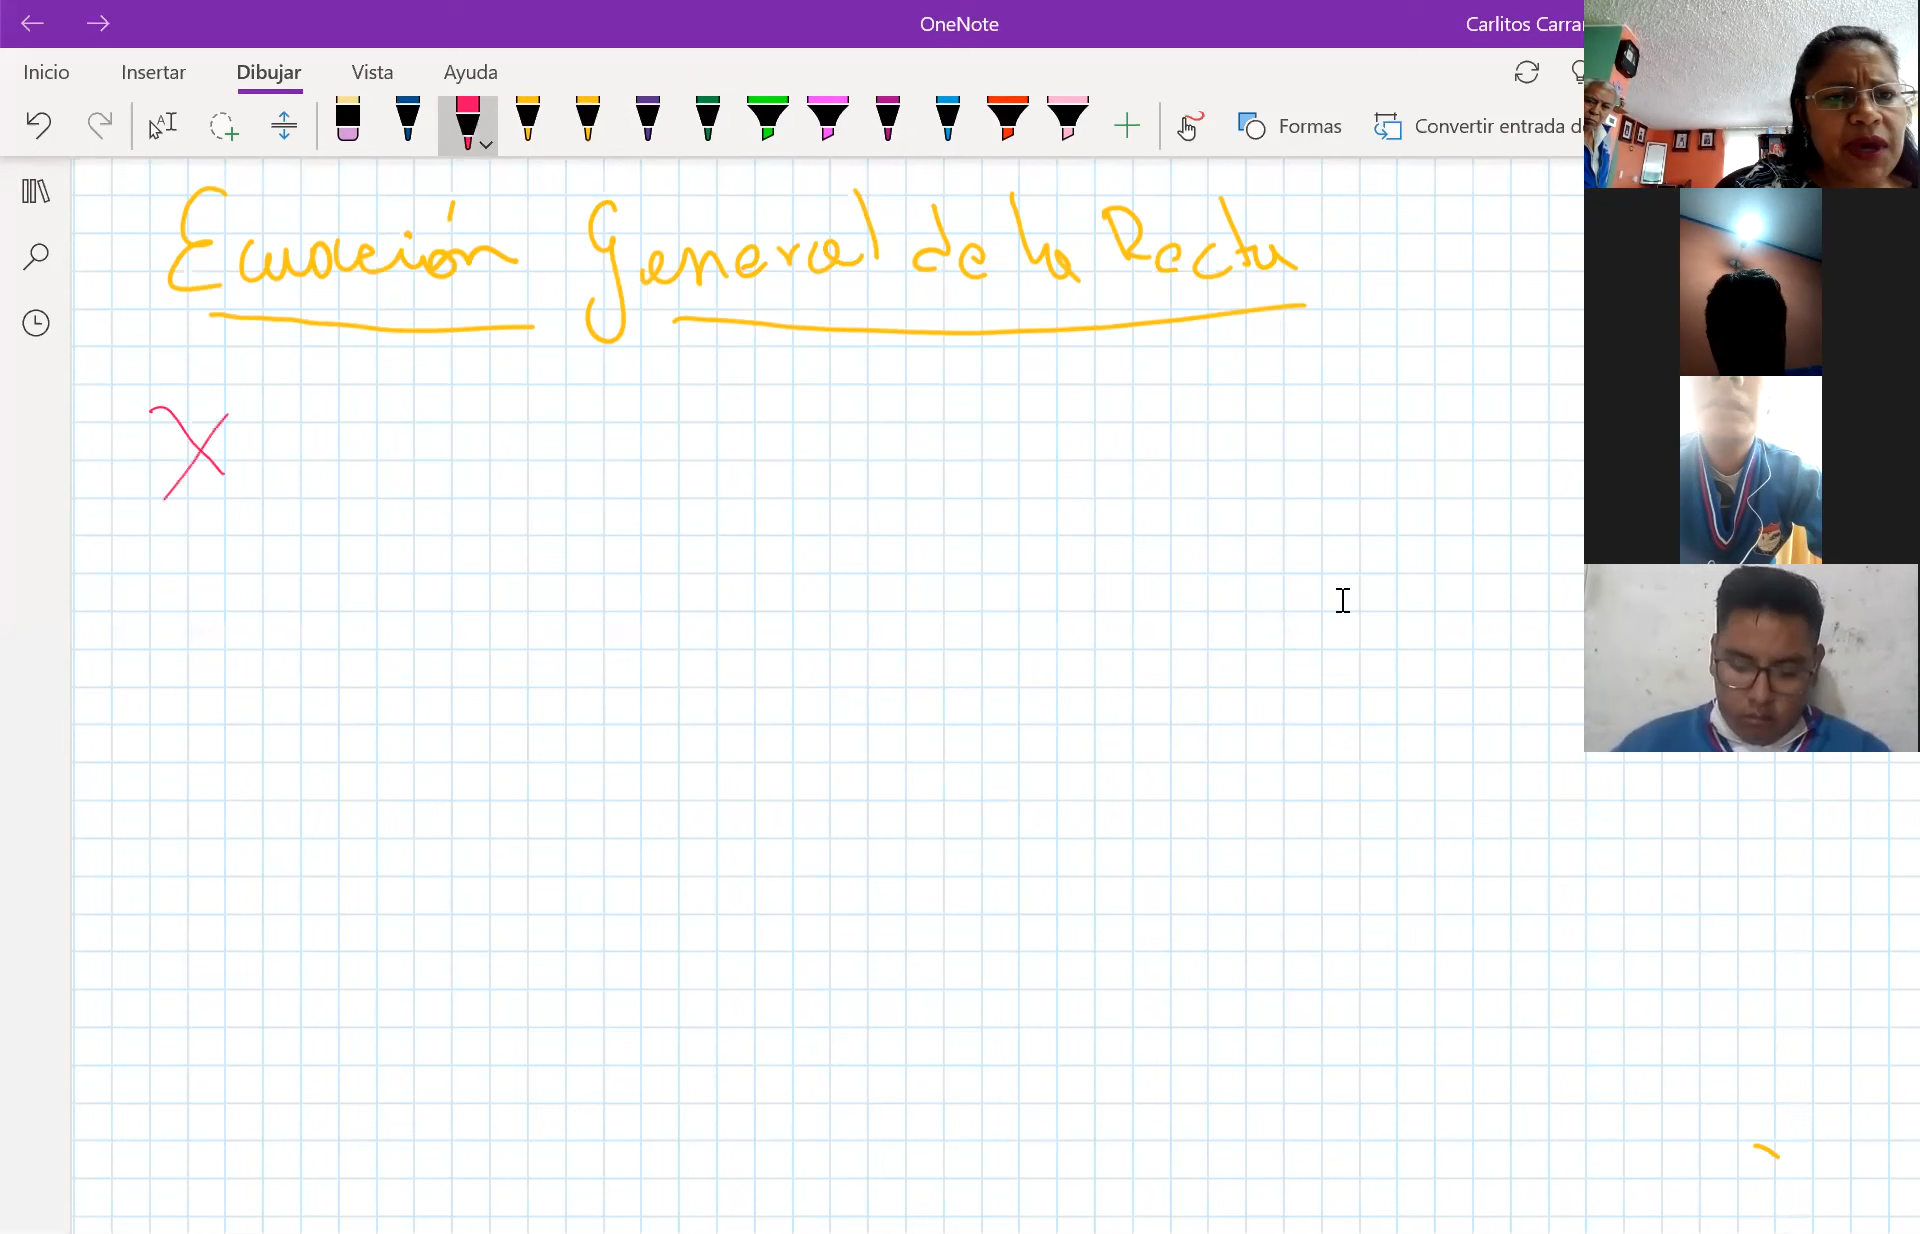 OneNote
Carlitos Carra
Inicio Insertar Dibujar Vista Ayuda
Formas Convertir entrada d
Ecuación General de la Recta
X